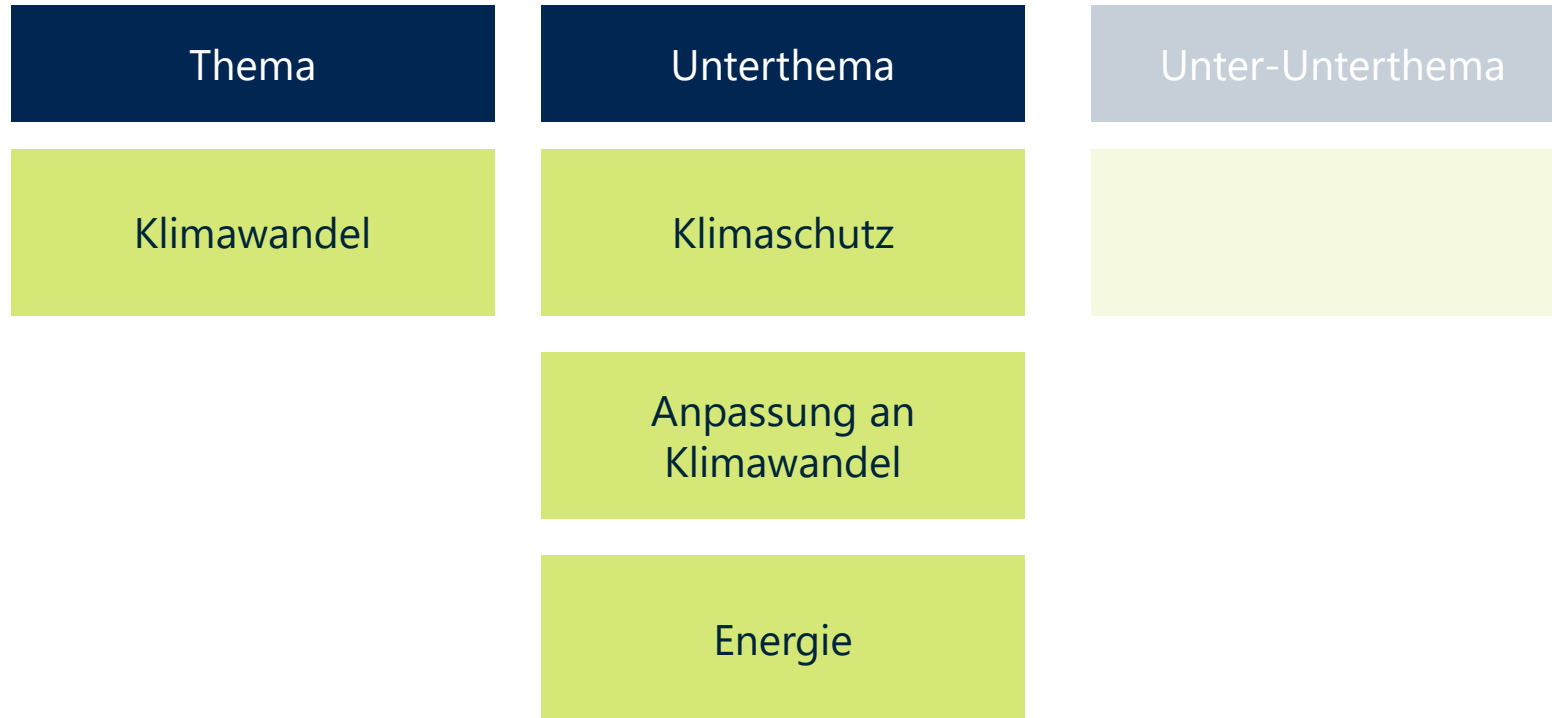 Thema
Unterthema
Unter-Unterthema
Klimawandel
Klimaschutz
Anpassung an
Klimawandel
Energie